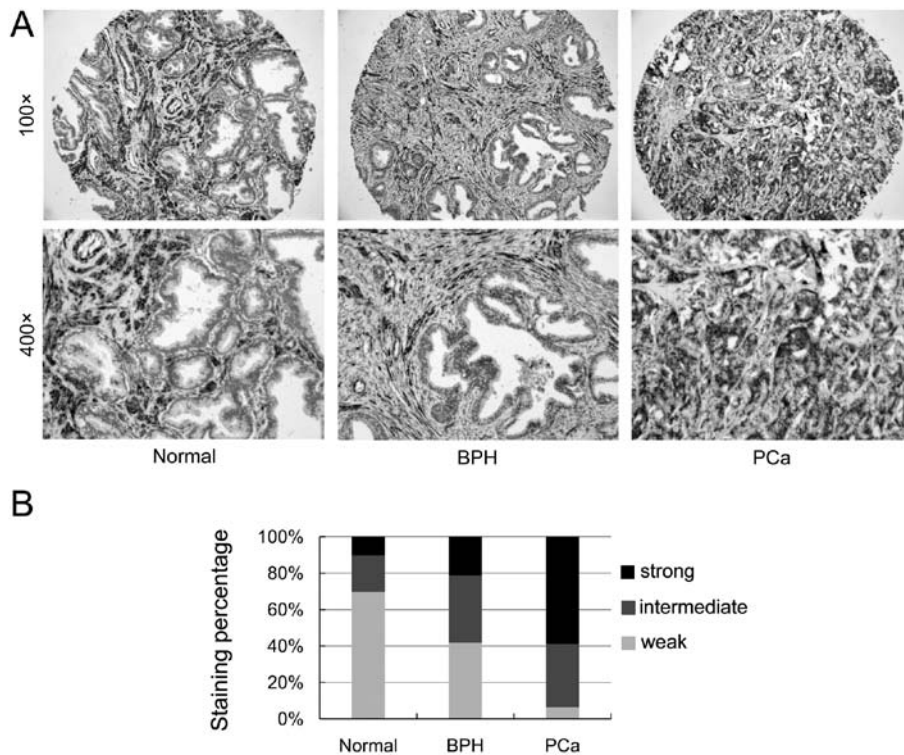 A
100×
400×
Normal BPH PCa
B
Staining percentage
100%
80%
60%
40%
20%
0%
Normal BPH PCa
strong
intermediate
weak